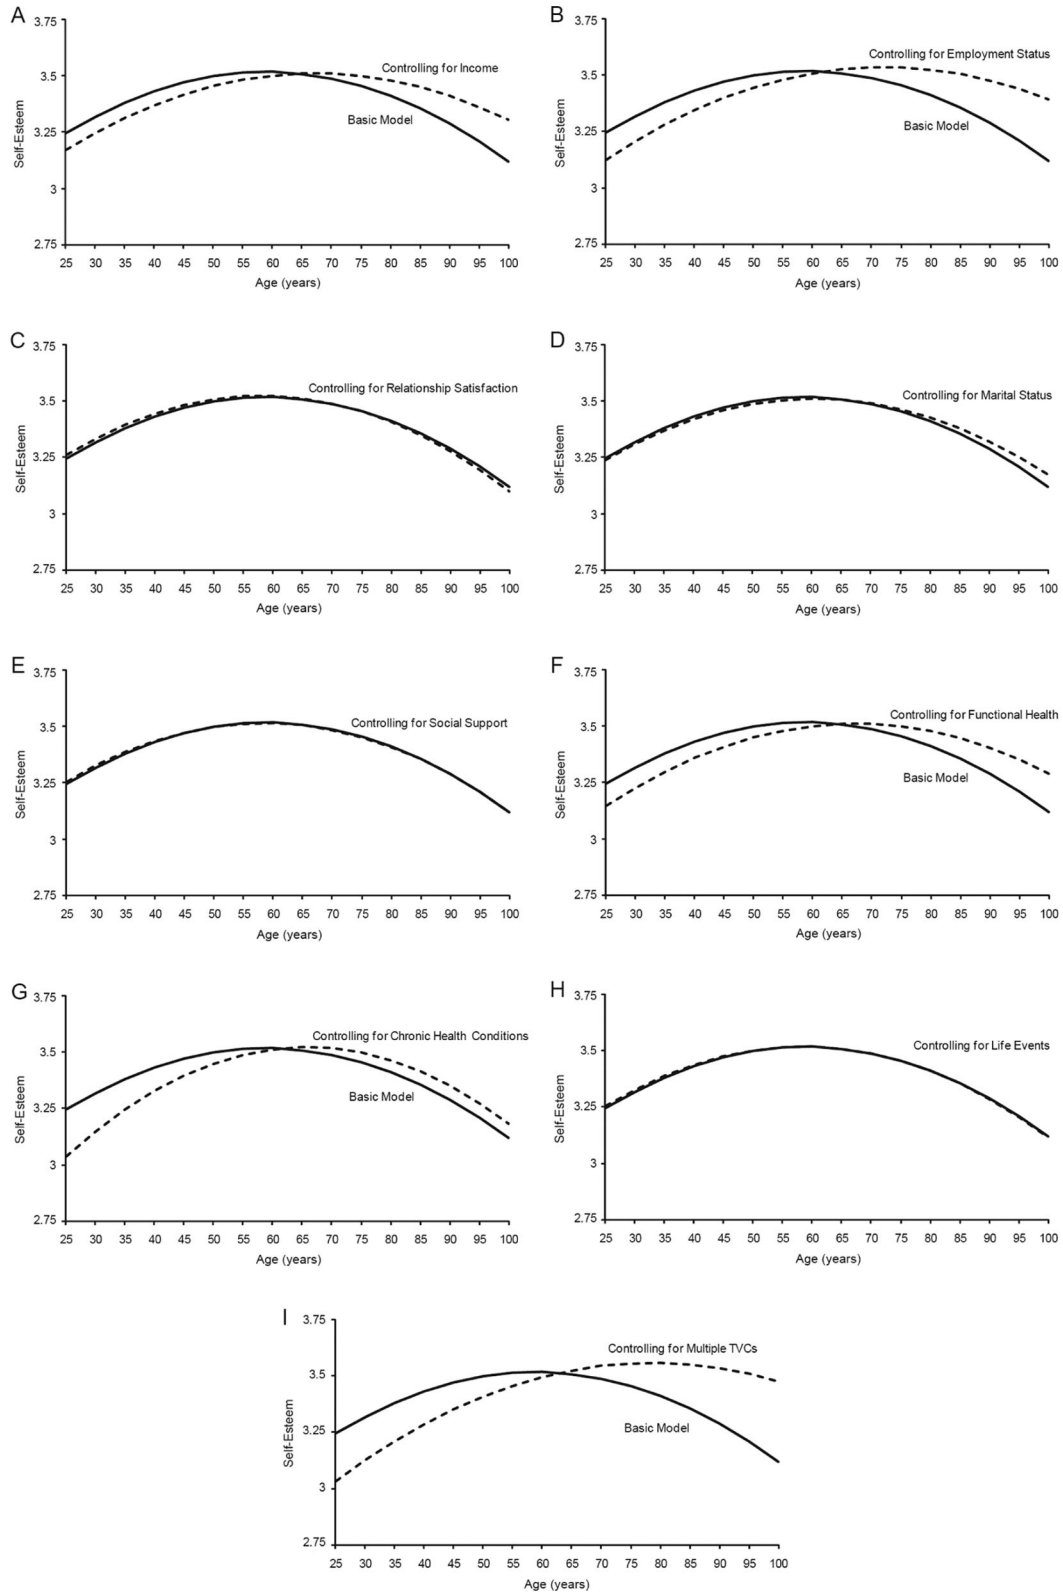 A
3.75
3.5
3.25
3
2.75
Self-Esteem
Controlling for Income
Basic Model
25 30 35 40 45 50 55 60 65 70 75 80 85 90 95 100
Age (years)
B
3.75
3.5
3.25
3
2.75
Self-Esteem
Controlling for Employment Status
Basic Model
25 30 35 40 45 50 55 60 65 70 75 80 85 90 95 100
Age (years)
C
3.75
3.5
3.25
3
2.75
Self-Esteem
Controlling for Relationship Satisfaction
25 30 35 40 45 50 55 60 65 70 75 80 85 90 95 100
Age (years)
D
3.75
3.5
3.25
3
2.75
Self-Esteem
Controlling for Marital Status
25 30 35 40 45 50 55 60 65 70 75 80 85 90 95 100
Age (years)
E
3.75
3.5
3.25
3
2.75
Self-Esteem
Controlling for Social Support
25 30 35 40 45 50 55 60 65 70 75 80 85 90 95 100
Age (years)
F
3.75
3.5
3.25
3
2.75
Self-Esteem
Controlling for Functional Health
Basic Model
25 30 35 40 45 50 55 60 65 70 75 80 85 90 95 100
Age (years)
G
3.75
3.5
3.25
3
2.75
Self-Esteem
Controlling for Chronic Health Conditions
Basic Model
25 30 35 40 45 50 55 60 65 70 75 80 85 90 95 100
Age (years)
H
3.75
3.5
3.25
3
2.75
Self-Esteem
Controlling for Life Events
25 30 35 40 45 50 55 60 65 70 75 80 85 90 95 100
Age (years)
I
3.75
3.5
3.25
3
2.75
Self-Esteem
Controlling for Multiple TVCs
Basic Model
25 30 35 40 45 50 55 60 65 70 75 80 85 90 95 100
Age (years)